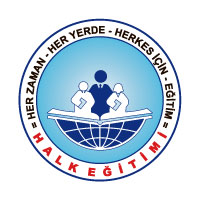 = HER ZAMAN - HER YERDE - HERKES İÇİN - EĞİTİM =
HALK EĞİTİMİ